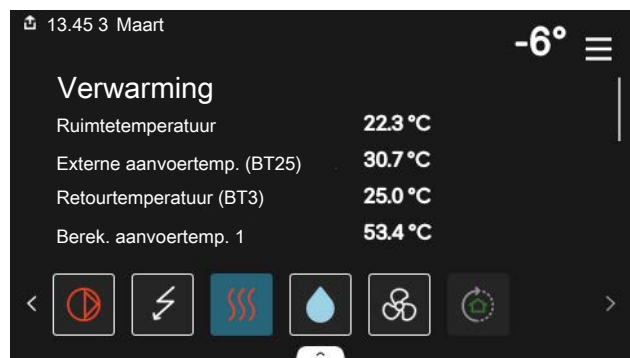 13.45 3 Maart
-6°
Verwarming
Ruimtetemperatuur 22.3 °C
Externe aanvoertemp. (BT25) 30.7 °C
Retourtemperatuur (BT3) 25.0 °C
Berek. aanvoertemp. 1 53.4 °C